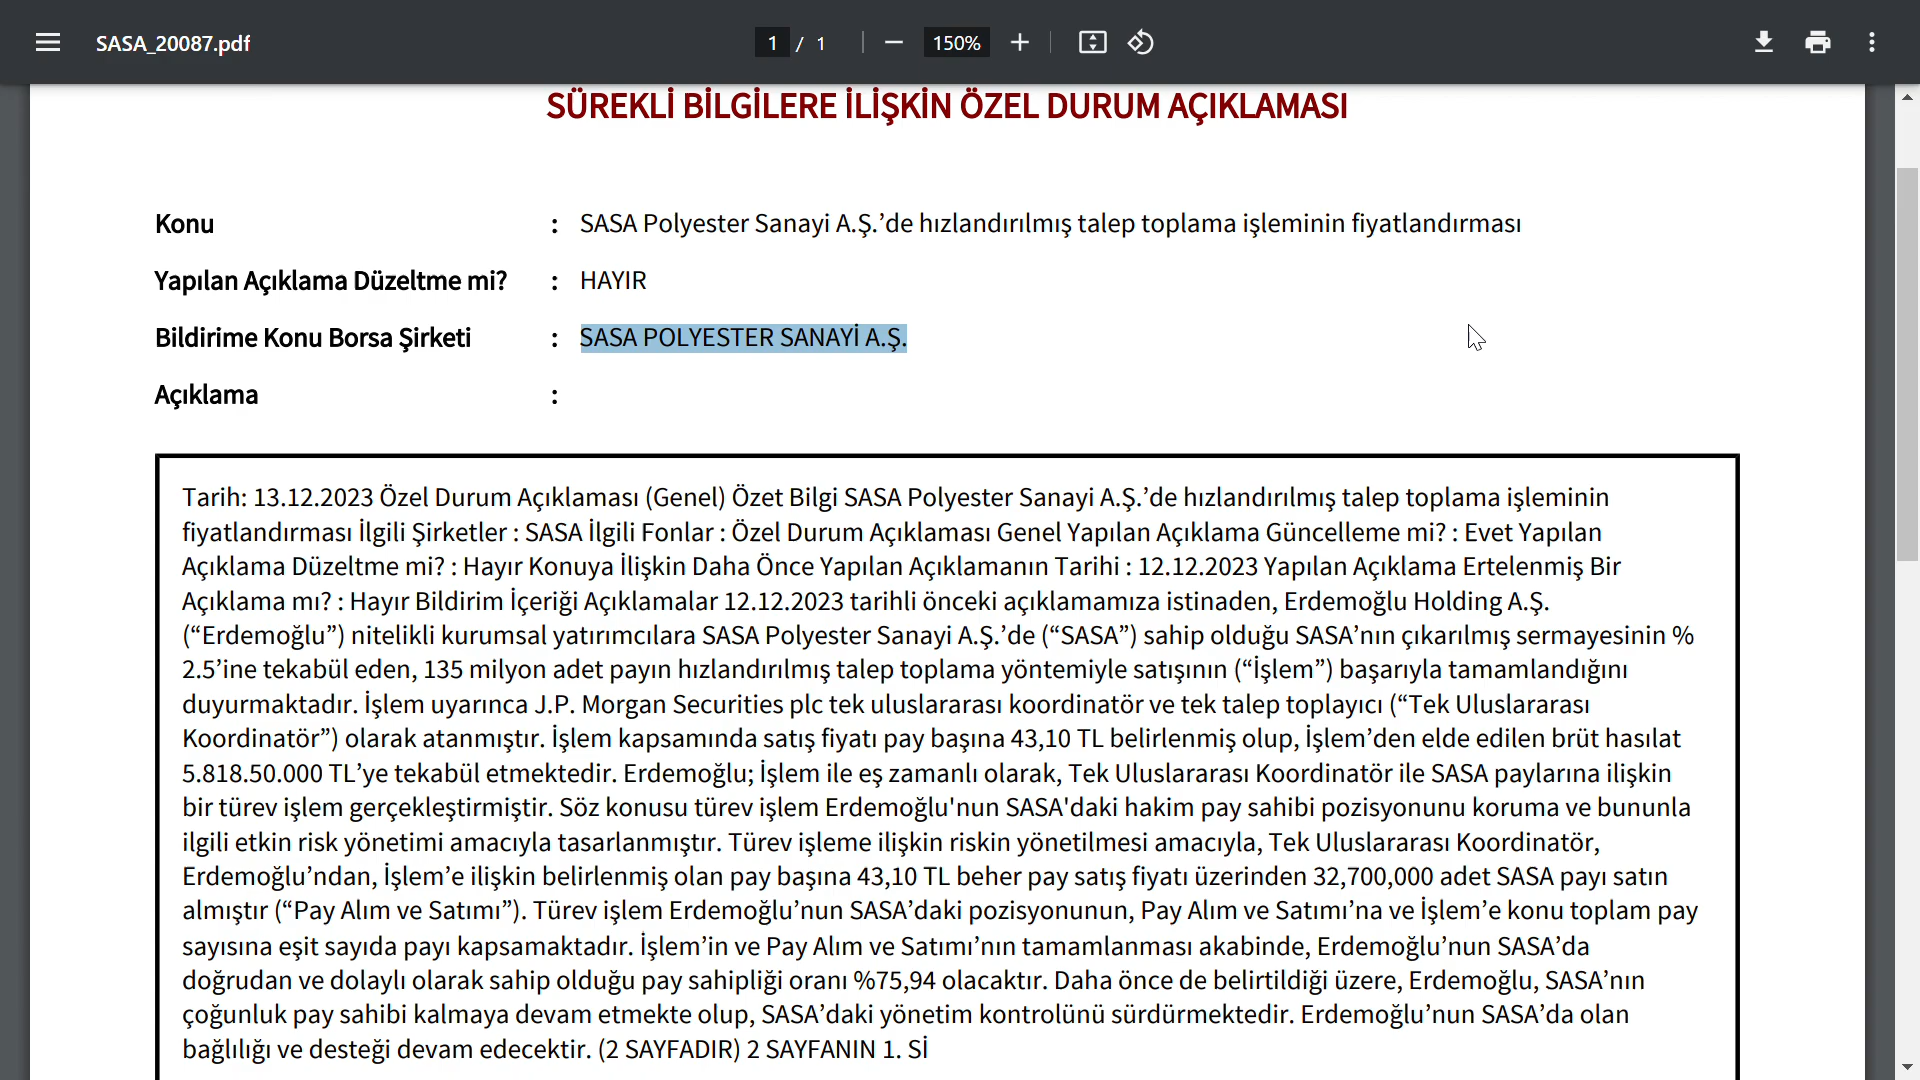 SASA_20087.pdf
1 / 1
150%
SÜREKLİ BİLGİLERE İLİŞKİN ÖZEL DURUM AÇIKLAMASI
Konu : SASA Polyester Sanayi A.Ş.’de hızlandırılmış talep toplama işleminin fiyatlandırması
Yapılan Açıklama Düzeltme mi? : HAYIR
Bildirime Konu Borsa Şirketi : SASA POLYESTER SANAYİ A.Ş.
Açıklama :
Tarih: 13.12.2023 Özel Durum Açıklaması (Genel) Özet Bilgi SASA Polyester Sanayi A.Ş.’de hızlandırılmış talep toplama işleminin
fiyatlandırması İlgili Şirketler : SASA İlgili Fonlar : Özel Durum Açıklaması Genel Yapılan Açıklama Güncelleme mi? : Evet Yapılan
Açıklama Düzeltme mi? : Hayır Konuya İlişkin Daha Önce Yapılan Açıklamanın Tarihi : 12.12.2023 Yapılan Açıklama Ertelenmiş Bir
Açıklama mı? : Hayır Bildirim İçeriği Açıklamalar 12.12.2023 tarihli önceki açıklamamıza istinaden, Erdemoğlu Holding A.Ş.
(“Erdemoğlu”) nitelikli kurumsal yatırımcılara SASA Polyester Sanayi A.Ş.’de (“SASA”) sahip olduğu SASA’nın çıkarılmış sermayesinin %
2.5’ine tekabül eden, 135 milyon adet payın hızlandırılmış talep toplama yöntemiyle satışının (“İşlem”) başarıyla tamamlandığını
duyurmaktadır. İşlem uyarınca J.P. Morgan Securities plc tek uluslararası koordinatör ve tek talep toplayıcı (“Tek Uluslararası
Koordinatör”) olarak atanmıştır. İşlem kapsamında satış fiyatı pay başına 43,10 TL belirlenmiş olup, İşlem’den elde edilen brüt hasılat
5.818.50.000 TL’ye tekabül etmektedir. Erdemoğlu; İşlem ile eş zamanlı olarak, Tek Uluslararası Koordinatör ile SASA paylarına ilişkin
bir türev işlem gerçekleştirmiştir. Söz konusu türev işlem Erdemoğlu'nun SASA'daki hakim pay sahibi pozisyonunu koruma ve bununla
ilgili etkin risk yönetimi amacıyla tasarlanmıştır. Türev işleme ilişkin riskin yönetilmesi amacıyla, Tek Uluslararası Koordinatör,
Erdemoğlu’ndan, İşlem’e ilişkin belirlenmiş olan pay başına 43,10 TL beher pay satış fiyatı üzerinden 32,700,000 adet SASA payı satın
almıştır (“Pay Alım ve Satımı”). Türev işlem Erdemoğlu’nun SASA’daki pozisyonunun, Pay Alım ve Satımı’na ve İşlem’e konu toplam pay
sayısına eşit sayıda payı kapsamaktadır. İşlem’in ve Pay Alım ve Satımı’nın tamamlanması akabinde, Erdemoğlu’nun SASA’da
doğrudan ve dolaylı olarak sahip olduğu pay sahipliği oranı %75,94 olacaktır. Daha önce de belirtildiği üzere, Erdemoğlu, SASA’nın
çoğunluk pay sahibi kalmaya devam etmekte olup, SASA’daki yönetim kontrolünü sürdürmektedir. Erdemoğlu’nun SASA’da olan
bağlılığı ve desteği devam edecektir. (2 SAYFADIR) 2 SAYFANIN 1. Sİ